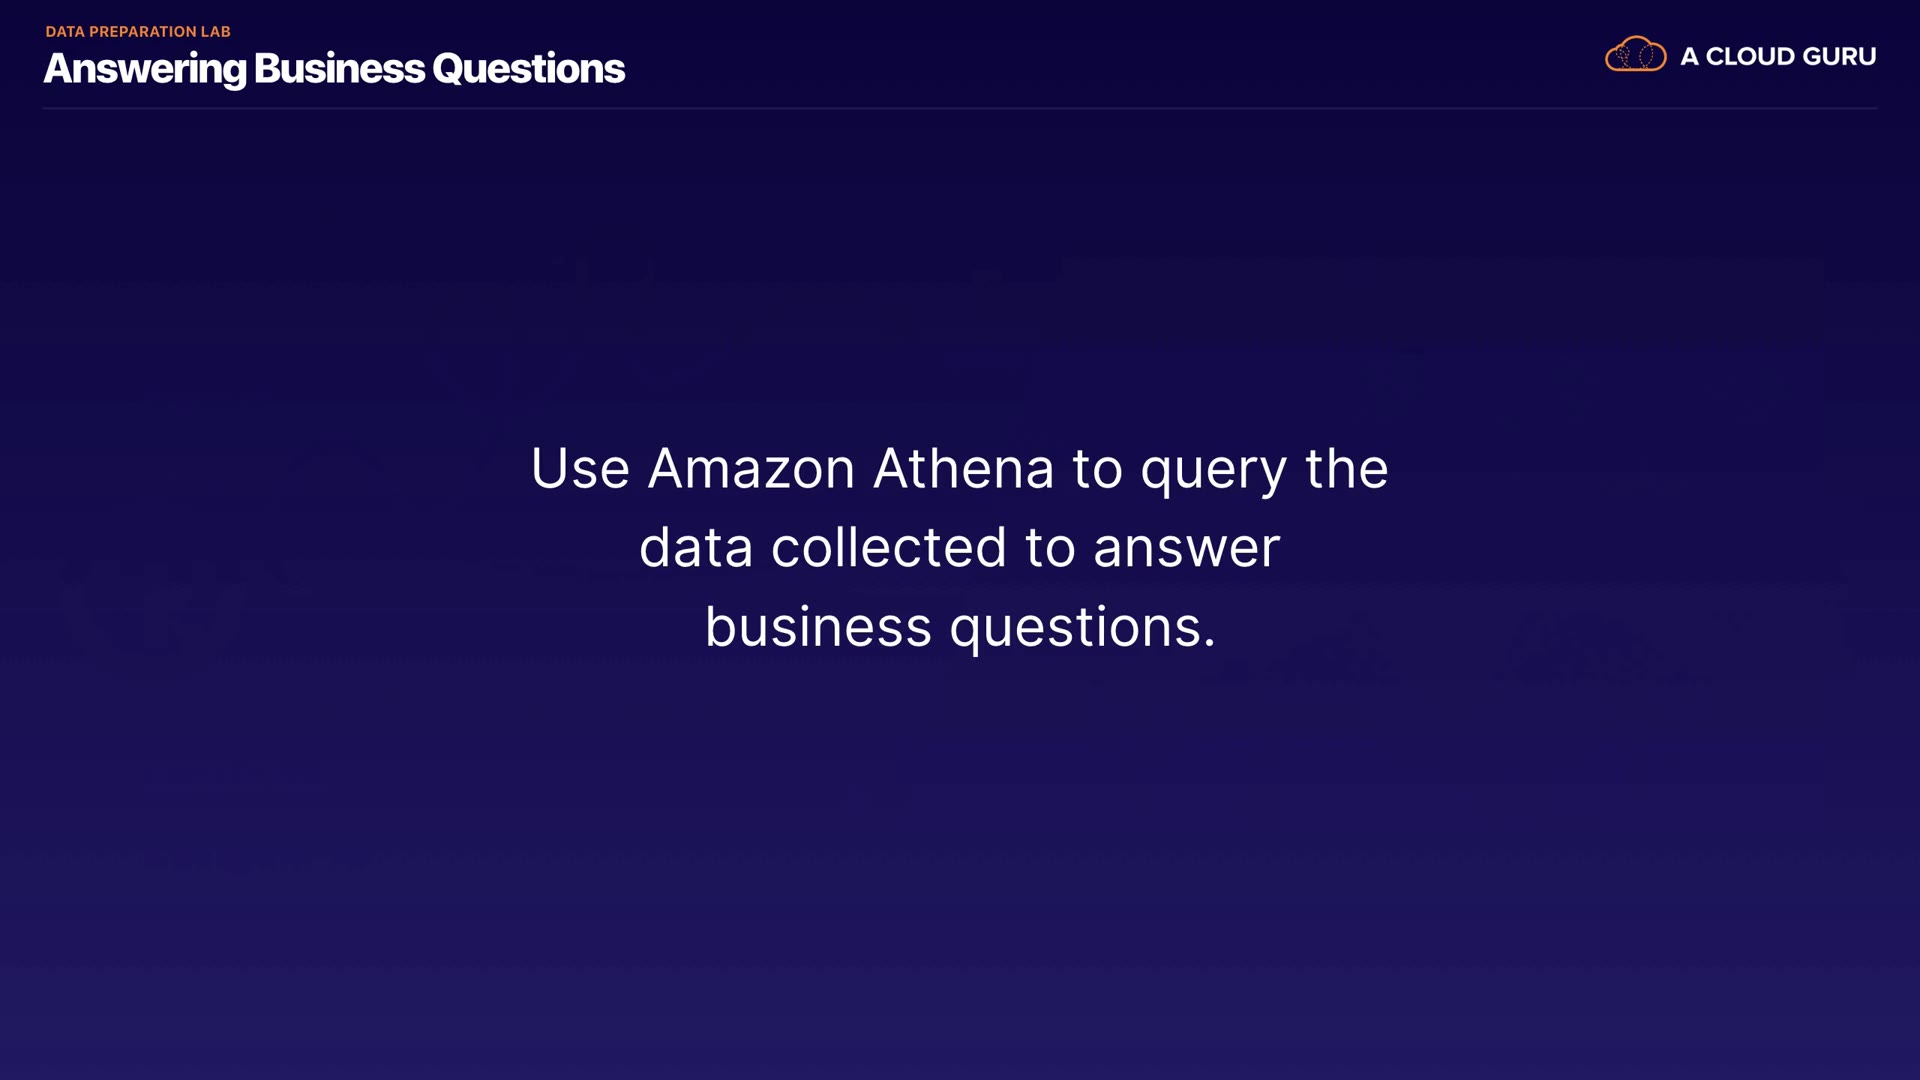 DATA PREPARATION LAB
Answering Business Questions
A CLOUD GURU
Use Amazon Athena to query the
data collected to answer
business questions.